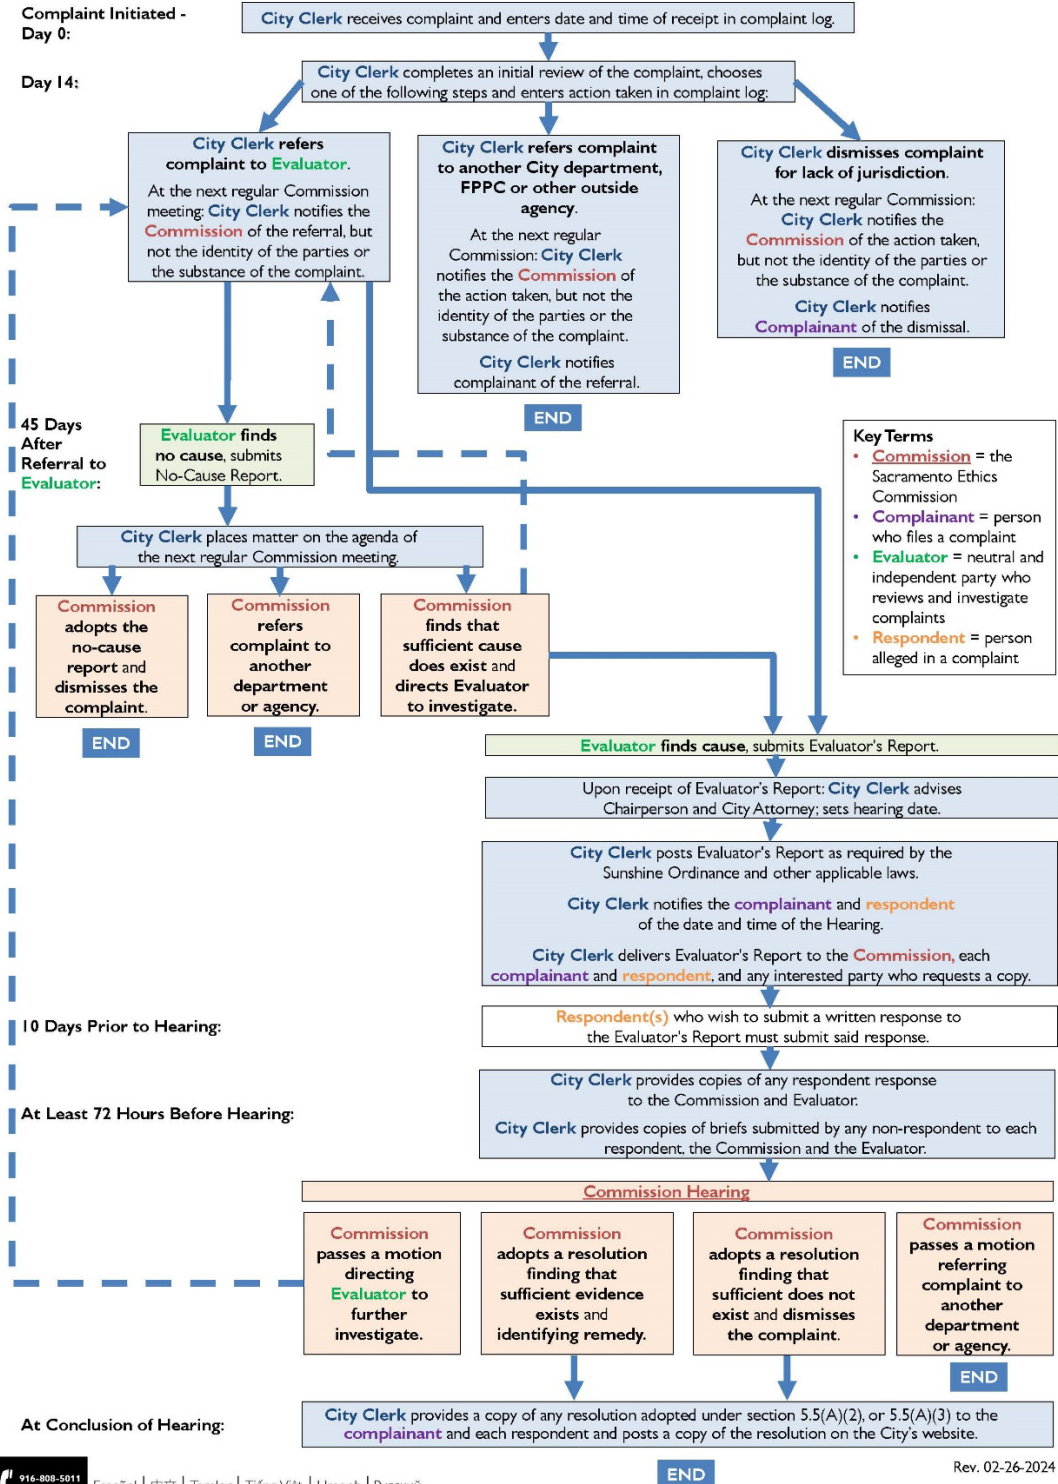 Complaint Initiated -
Day 0:
City Clerk receives complaint and enters date and time of receipt in complaint log.
Day 14:
City Clerk completes an initial review of the complaint, chooses
one of the following steps and enters action taken in complaint log:
City Clerk refers
complaint to Evaluator.
At the next regular Commission
meeting: City Clerk notifies the
Commission of the referral, but
not the identity of the parties or
the substance of the complaint.
City Clerk refers complaint
to another City department,
FPPC or other outside
agency.
At the next regular
Commission: City Clerk
notifies the Commission of
the action taken, but not the
identity of the parties or the
substance of the complaint.
City Clerk notifies
complainant of the referral.
END
City Clerk dismisses complaint
for lack of jurisdiction.
At the next regular Commission:
City Clerk notifies the
Commission of the action taken,
but not the identity of the parties or
the substance of the complaint.
City Clerk notifies
Complainant of the dismissal.
END
45 Days
After
Referral to
Evaluator:
Evaluator finds
no cause, submits
No-Cause Report.
City Clerk places matter on the agenda of
the next regular Commission meeting.
Commission
adopts the
no-cause
report and
dismisses the
complaint.
END
Commission
refers
complaint to
another
department
or agency.
END
Commission
finds that
sufficient cause
does exist and
directs Evaluator
to investigate.
Key Terms
• Commission = the
Sacramento Ethics
Commission
• Complainant = person
who files a complaint
• Evaluator = neutral and
independent party who
reviews and investigate
complaints
• Respondent = person
alleged in a complaint
Evaluator finds cause, submits Evaluator's Report.
Upon receipt of Evaluator's Report: City Clerk advises
Chairperson and City Attorney; sets hearing date.
City Clerk posts Evaluator's Report as required by the
Sunshine Ordinance and other applicable laws.
City Clerk notifies the complainant and respondent
of the date and time of the Hearing.
City Clerk delivers Evaluator's Report to the Commission, each
complainant and respondent, and any interested party who requests a copy.
10 Days Prior to Hearing:
Respondent(s) who wish to submit a written response to
the Evaluator's Report must submit said response.
At Least 72 Hours Before Hearing:
City Clerk provides copies of any respondent response
to the Commission and Evaluator.
City Clerk provides copies of briefs submitted by any non-respondent to each
respondent, the Commission and the Evaluator.
Commission Hearing
Commission
passes a motion
directing
Evaluator to
further
investigate.
Commission
adopts a resolution
finding that
sufficient evidence
exists and
identifying remedy.
Commission
adopts a resolution
finding that
sufficient does not
exist and dismisses
the complaint.
Commission
passes a motion
referring
complaint to
another
department
or agency.
END
At Conclusion of Hearing:
City Clerk provides a copy of any resolution adopted under section 5.5(A)(2), or 5.5(A)(3) to the
complainant and each respondent and posts a copy of the resolution on the City's website.
END
Rev. 02-26-2024
916-808-5011